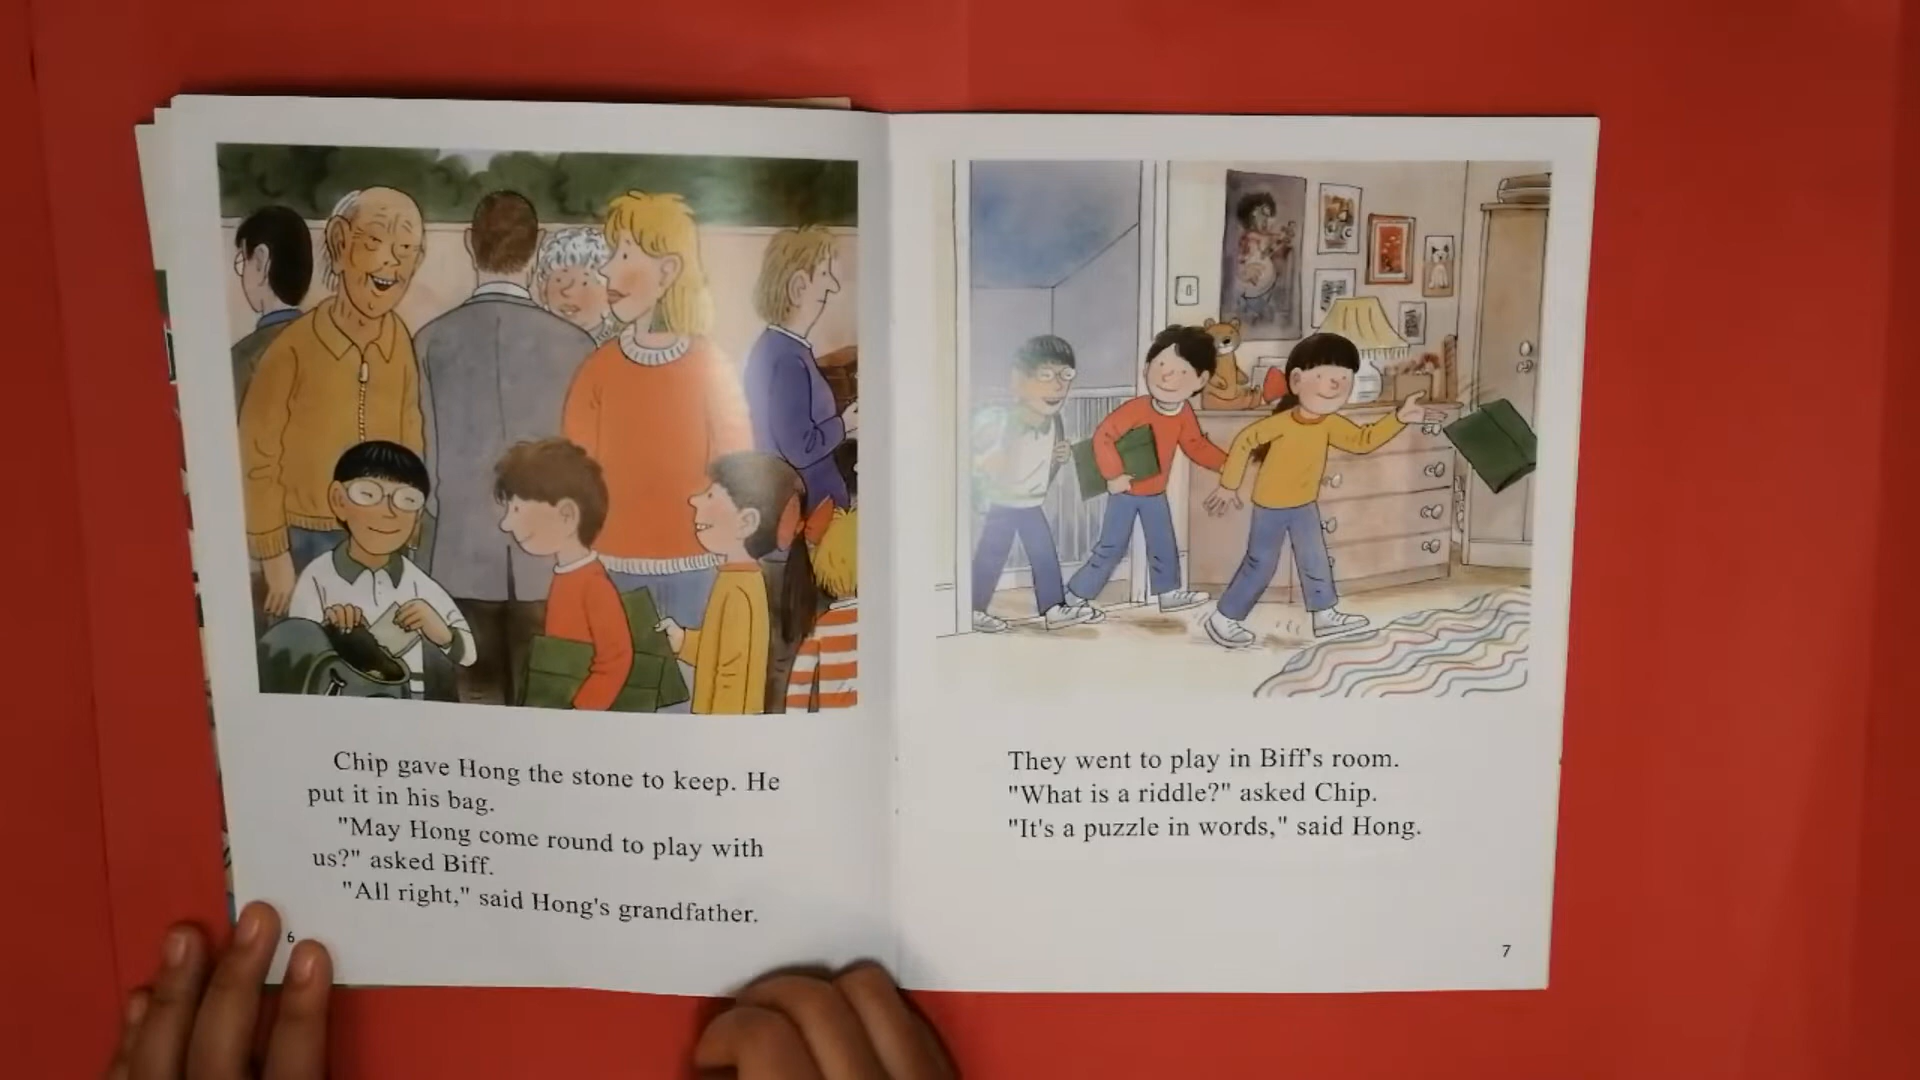 Chip gave Hong the stone to keep. He
put it in his bag.
"May Hong come round to play with
us?" asked Biff.
"All right," said Hong's grandfather.
6
They went to play in Biff's room.
"What is a riddle?" asked Chip.
"It's a puzzle in words," said Hong.
7